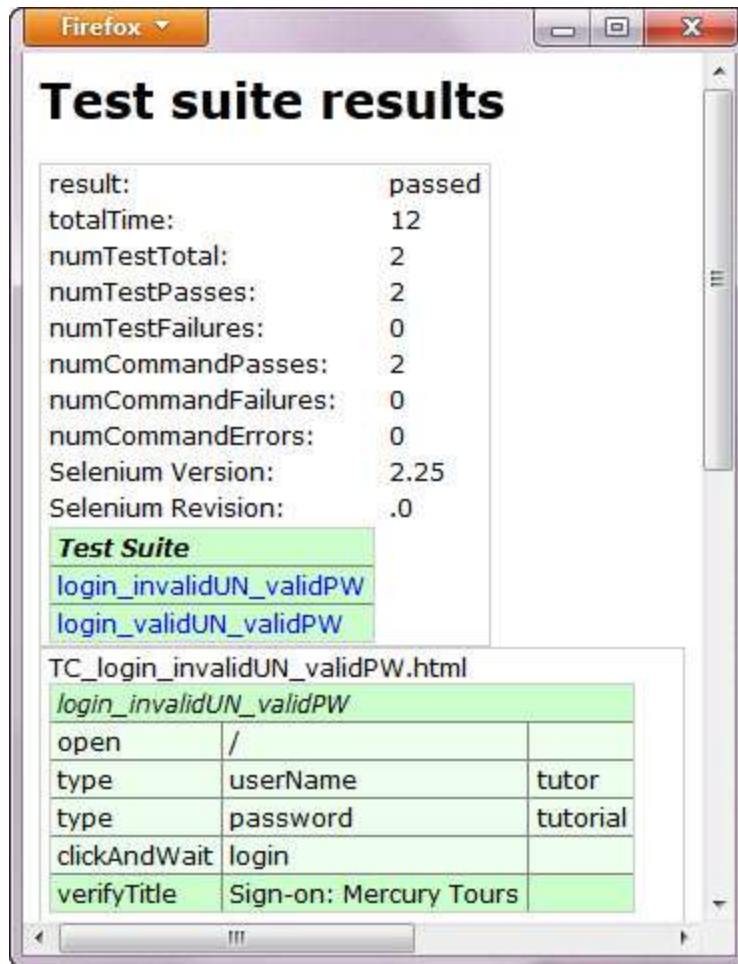 Firefox
Test suite results
result: passed
totalTime: 12
numTestTotal: 2
numTestPasses: 2
numTestFailures: 0
numCommandPasses: 2
numCommandFailures: 0
numCommandErrors: 0
Selenium Version: 2.25
Selenium Revision: .0
Test Suite
login_invalidUN_validPW
login_validUN_validPW
TC_login_invalidUN_validPW.html
login_invalidUN_validPW
open /
type userName tutor
type password tutorial
clickAndWait login
verifyTitle Sign-on: Mercury Tours